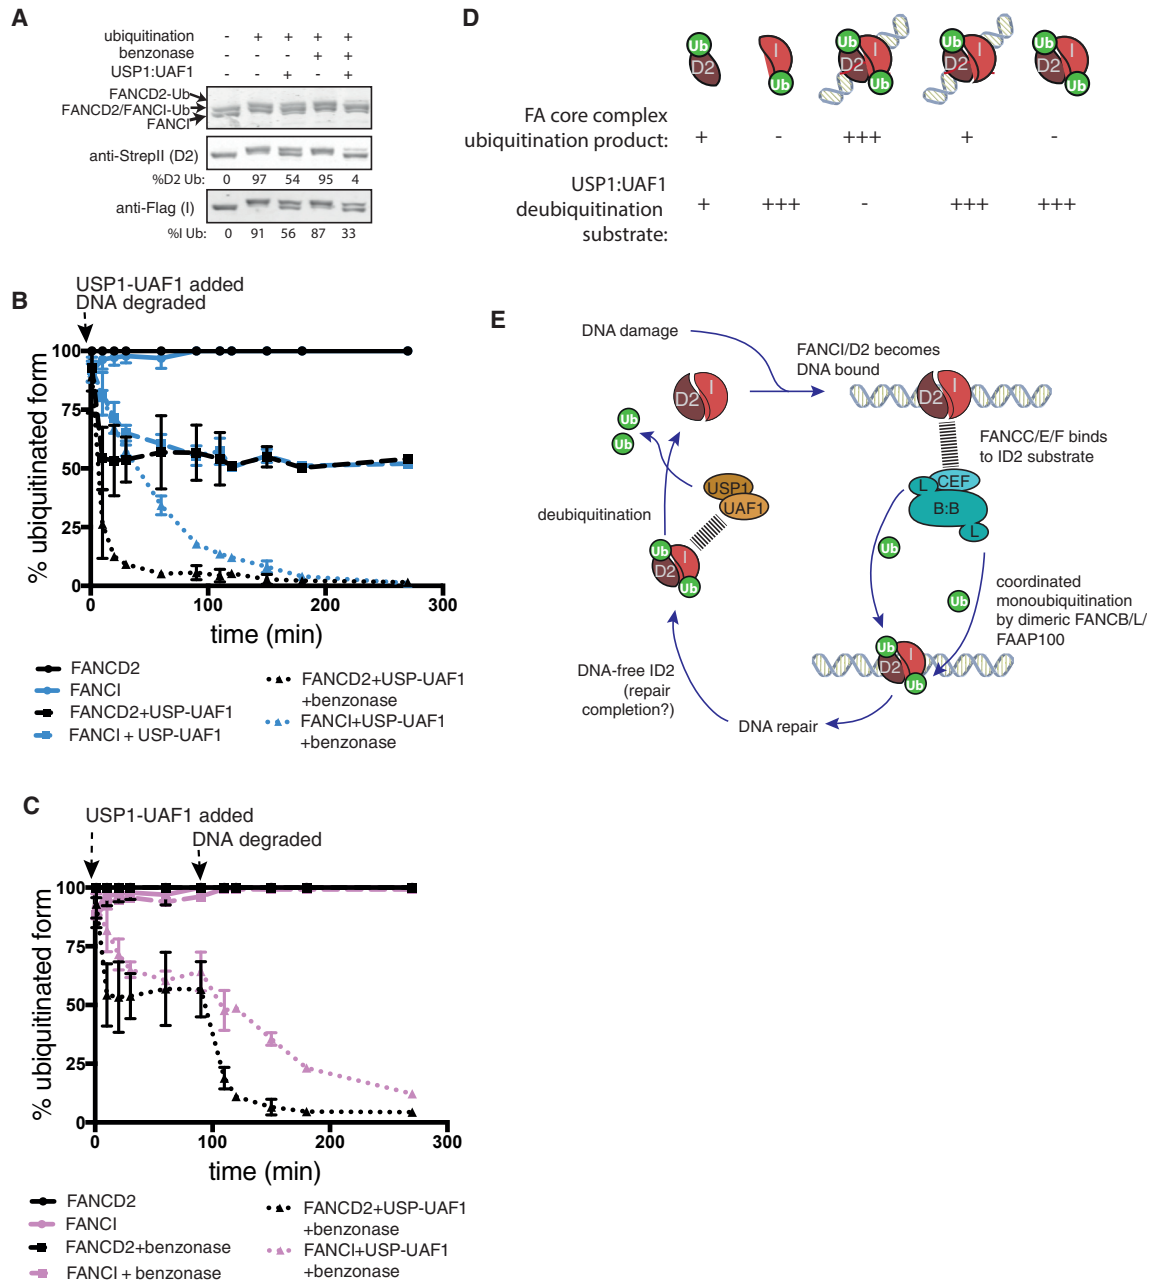 A
ubiquitination - + + + +
benzonase - - - + +
USP1:UAF1 - - + - +
FANCD2-Ub
FANCD2/FANCI-Ub
FANCI
anti-StrepII (D2)
%D2 Ub: 0 97 54 95 4
anti-Flag (I)
%I Ub: 0 91 56 87 33
B
USP1-UAF1 added
DNA degraded
% ubiquitinated form
100
75
50
25
0
0 100 200 300
time (min)
FANCD2
FANCI
FANCD2+USP-UAF1
FANCI + USP-UAF1
FANCD2+USP-UAF1
+benzonase
FANCI+USP-UAF1
+benzonase
C
USP1-UAF1 added
DNA degraded
% ubiquitinated form
100
75
50
25
0
0 100 200 300
time (min)
FANCD2
FANCI
FANCD2+benzonase
FANCI + benzonase
FANCD2+USP-UAF1
+benzonase
FANCI+USP-UAF1
+benzonase
D
Ub D2
I Ub
Ub D2 I Ub
Ub D2 I
Ub D2 I Ub
FA core complex
ubiquitination product: + - +++ + -
USP1:UAF1
deubiquitination
substrate: + +++ - +++ +++
E
DNA damage
FANCI/D2 becomes
DNA bound
D2 I
D2 I
Ub
Ub
FANCC/E/F binds
to ID2 substrate
USP1
UAF1
L CEF
B:B
L
deubiquitination
Ub D2 I Ub
Ub
Ub
coordinated
monoubiquitination
by dimeric FANCB/L/
FAAP100
Ub D2 I Ub
DNA-free ID2
(repair
completion?)
DNA repair